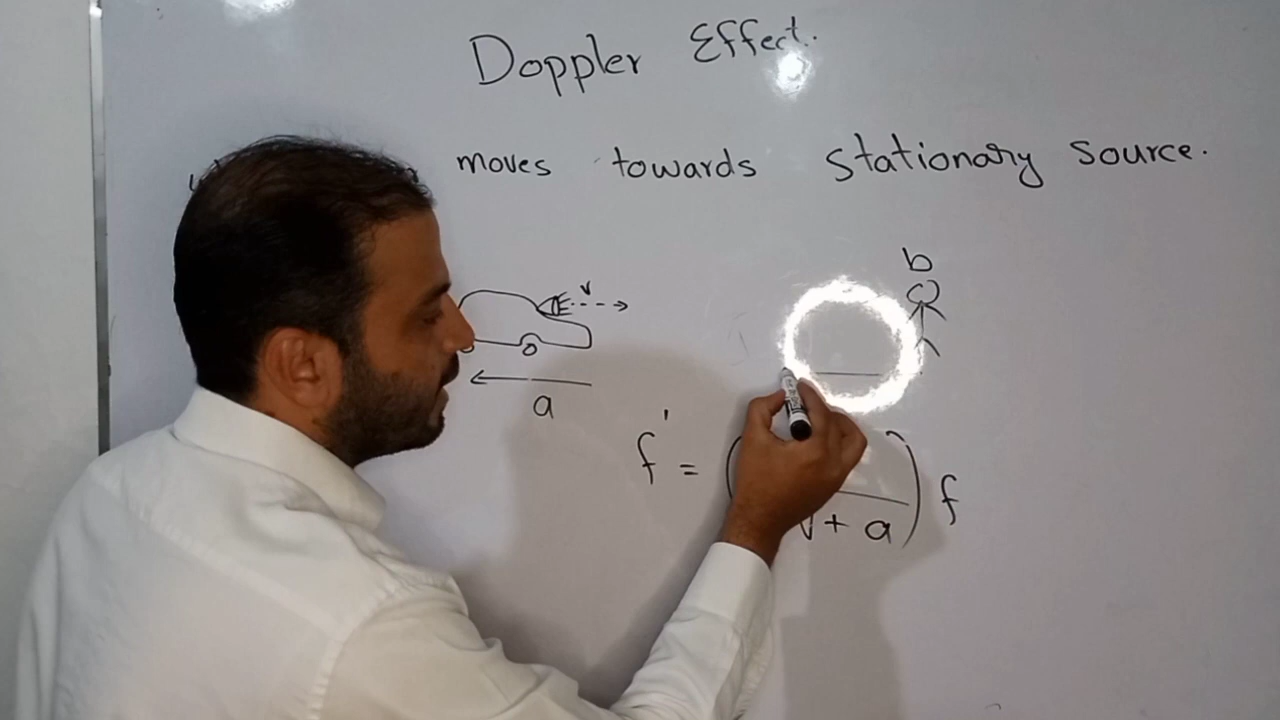 Doppler Effect.
moves towards stationary source.
b
v
a
f' =
f
v + a